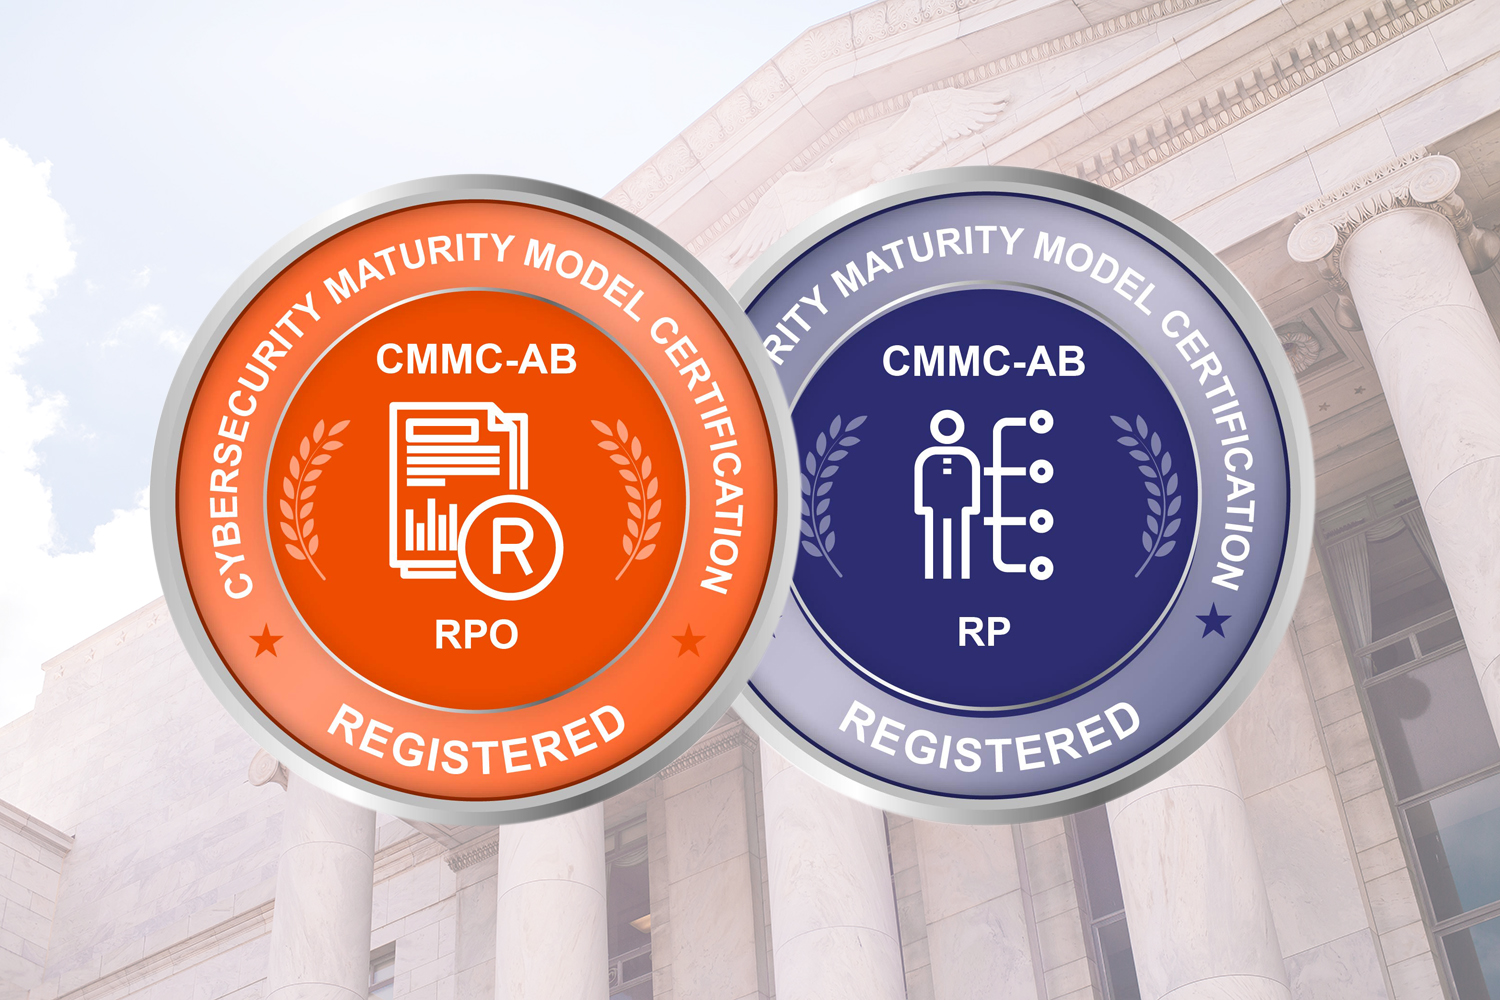 CYBERSECURITY MATURITY MODEL CERTIFICATION
CMMC-AB
R
RPO
REGISTERED
RITY MATURITY MODEL CERTIFICATION
CMMC-AB
RP
REGISTERED